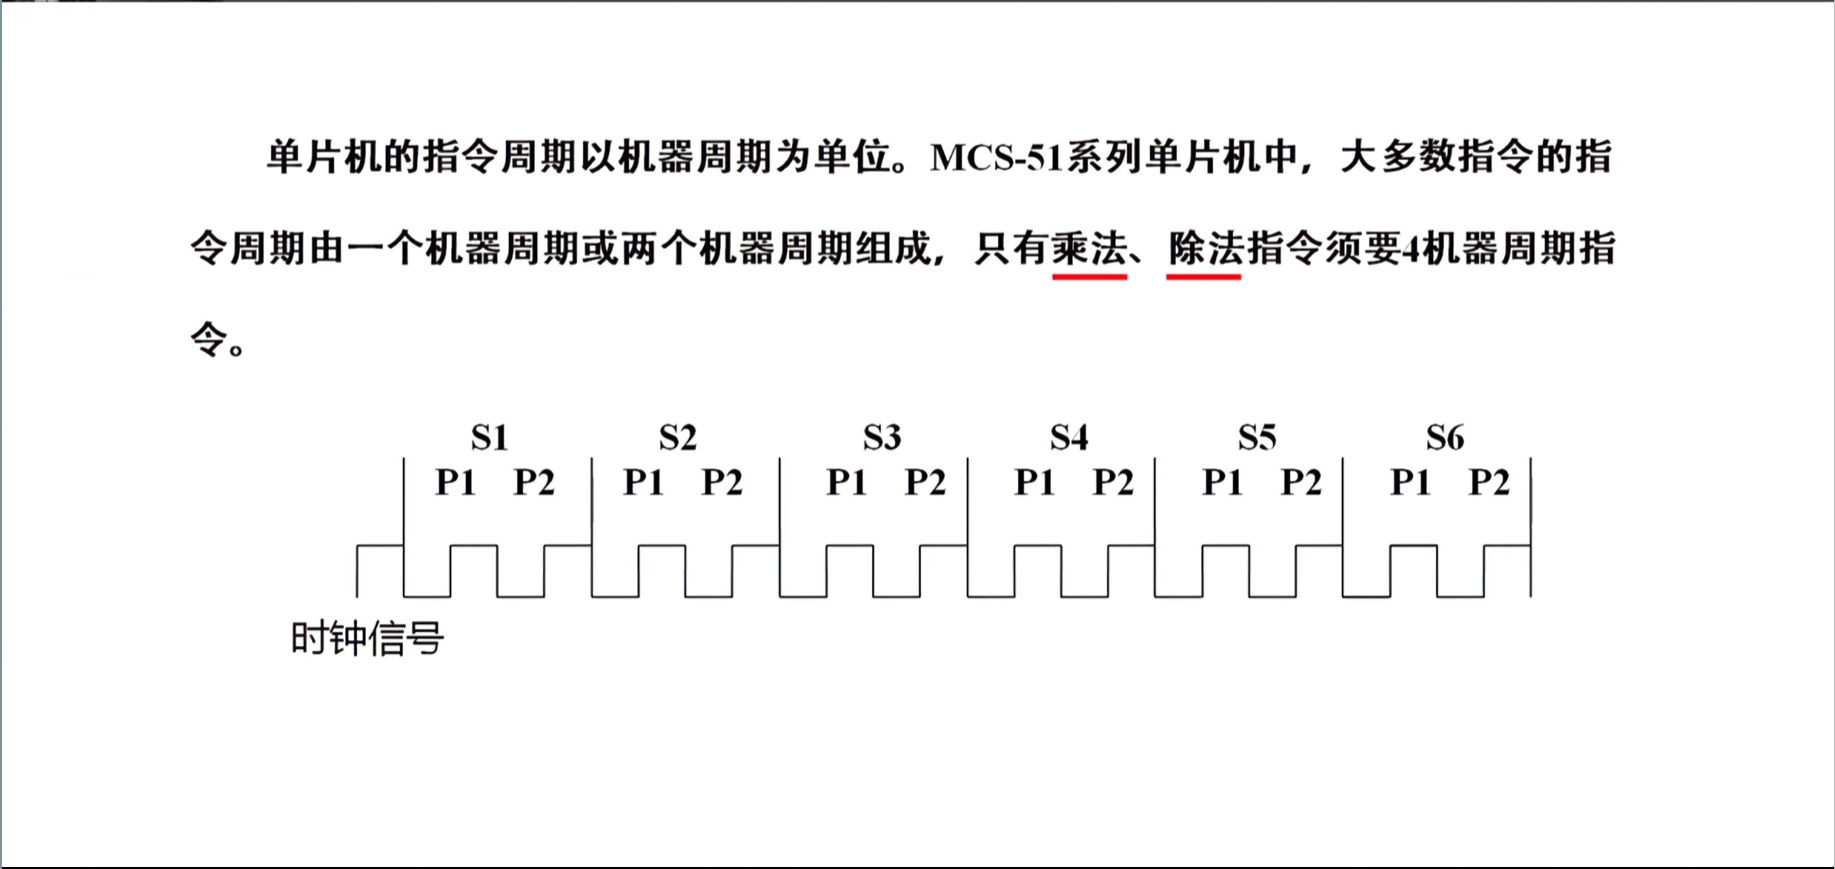 单片机的指令周期以机器周期为单位。MCS-51系列单片机中，大多数指令的指
令周期由一个机器周期或两个机器周期组成，只有乘法、除法指令须要4机器周期指
令。
S1 S2 S3 S4 S5 S6
P1 P2 P1 P2 P1 P2 P1 P2 P1 P2 P1 P2
时钟信号